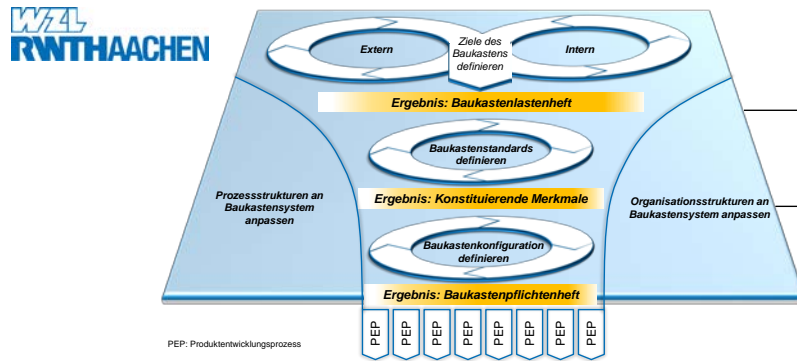 WZL
RWTHAACHEN
Extern
Ziele des
Baukastens
definieren
Intern
Ergebnis: Baukastenlastenheft
Baukastenstandards
definieren
Prozessstrukturen an
Baukastensystem
anpassen
Ergebnis: Konstituierende Merkmale
Organisationsstrukturen an
Baukastensystem anpassen
Baukastenkonfiguration
definieren
Ergebnis: Baukastenpflichtenheft
PEP PEP PEP PEP PEP PEP PEP PEP
PEP: Produktentwicklungsprozess